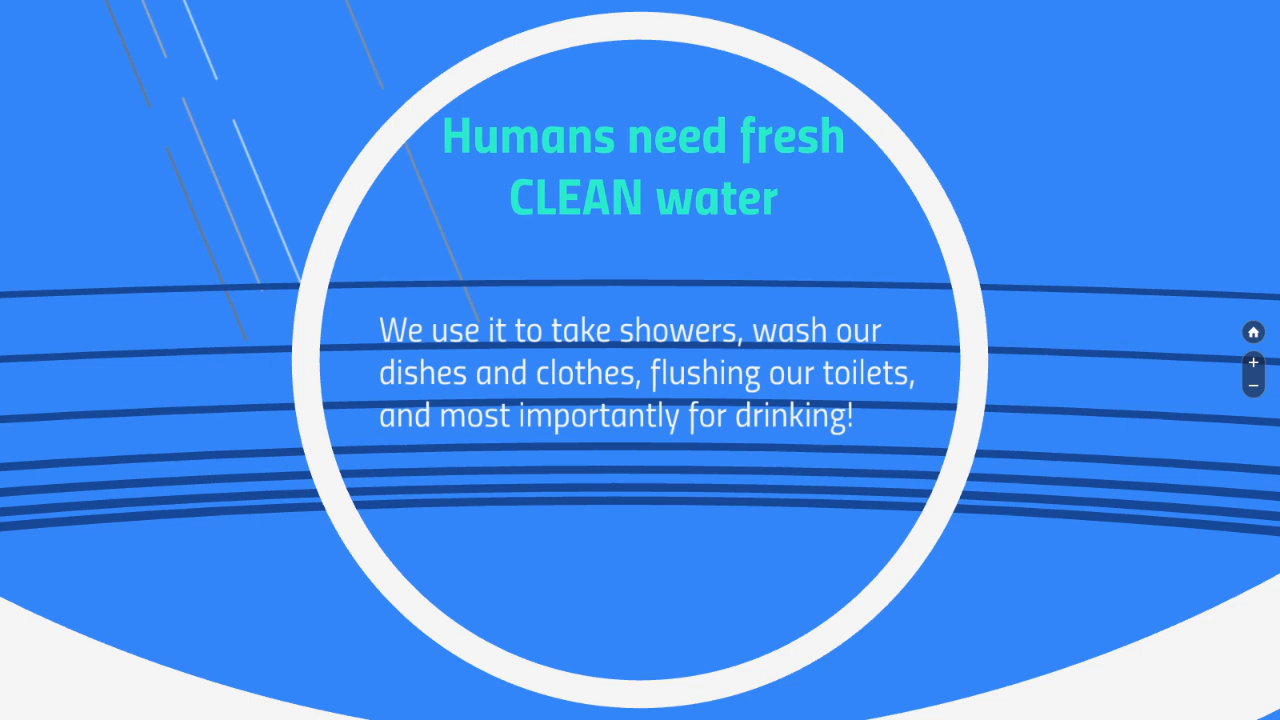 Humans need fresh
CLEAN water
We use it to take showers, wash our
dishes and clothes, flushing our toilets,
and most importantly for drinking!